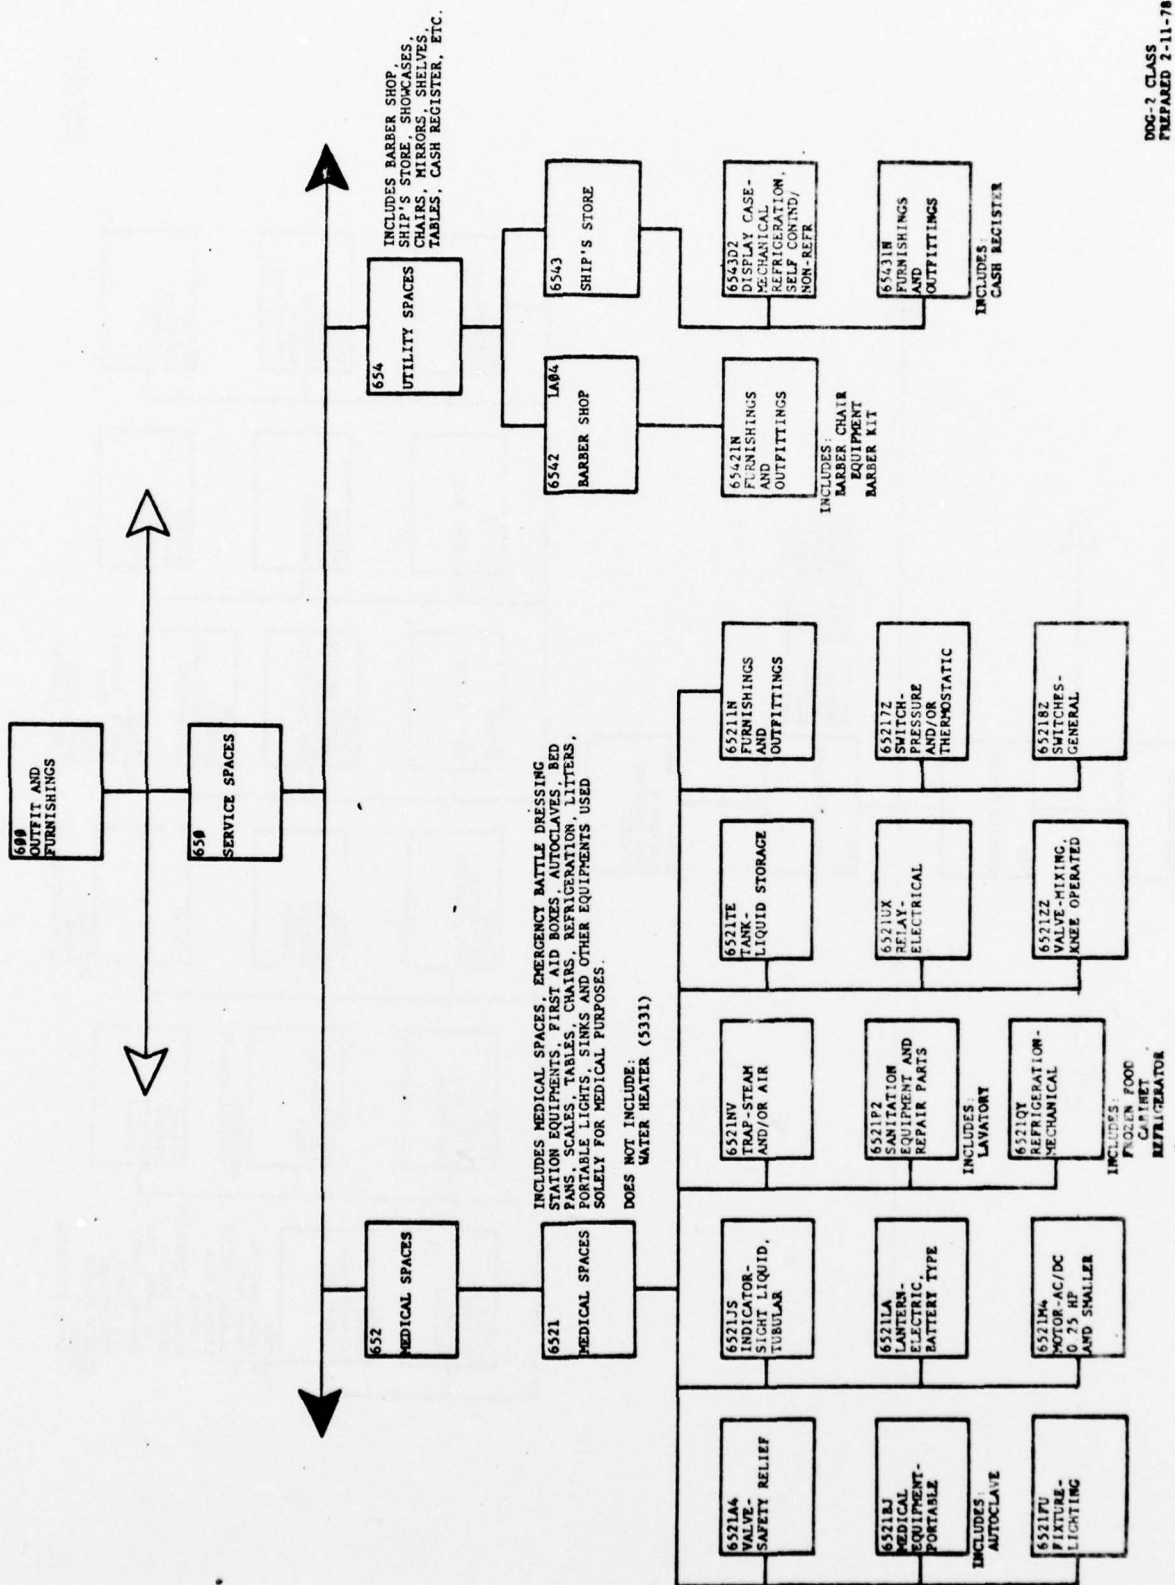 600
OUTFIT AND
FURNISHINGS
650
SERVICE SPACES
652
MEDICAL SPACES
654
UTILITY SPACES
INCLUDES BARBER SHOP,
SHIP'S STORE, SHOWCASES,
CHAIRS, MIRRORS, SHELVES,
TABLES, CASH REGISTER, ETC.
6521
MEDICAL SPACES
INCLUDES MEDICAL SPACES, EMERGENCY BATTLE DRESSING
STATION EQUIPMENTS, FIRST AID BOXES, AUTOCLAVES, BED
PANS, SCALES, TABLES, CHAIRS, REFRIGERATION, LITTERS,
PORTABLE LIGHTS, SINKS AND OTHER EQUIPMENTS USED
SOLELY FOR MEDICAL PURPOSES.
DOES NOT INCLUDE:
WATER HEATER (5331)
6542 LA04
BARBER SHOP
6543
SHIP'S STORE
6521A4
VALVE-
SAFETY RELIEF
6521JS
INDICATOR-
SIGHT LIQUID,
TUBULAR
6521NV
TRAP-STEAM
AND/OR AIR
6521TE
TANK-
LIQUID STORAGE
65211N
FURNISHINGS
AND
OUTFITTINGS
65421N
FURNISHINGS
AND
OUTFITTINGS
INCLUDES:
BARBER CHAIR
EQUIPMENT
BARBER KIT
6543D2
DISPLAY CASE-
MECHANICAL
REFRIGERATION,
SELF CONTND/
NON-REFR
6521BJ
MEDICAL
EQUIPMENT-
PORTABLE
INCLUDES:
AUTOCLAVE
6521LA
LANTERN-
ELECTRIC,
BATTERY TYPE
6521P2
SANITATION
EQUIPMENT AND
REPAIR PARTS
INCLUDES:
LAVATORY
6521UX
RELAY-
ELECTRICAL
65217Z
SWITCH-
PRESSURE
AND/OR
THERMOSTATIC
65431N
FURNISHINGS
AND
OUTFITTINGS
INCLUDES:
CASH REGISTER
6521FU
FIXTURE-
LIGHTING
6521M4
MOTOR-AC/DC
0.25 HP
AND SMALLER
6521QY
REFRIGERATION-
MECHANICAL
INCLUDES:
FROZEN FOOD
CABINET
REFRIGERATOR
6521ZZ
VALVE-MIXING,
KNEE OPERATED
65218Z
SWITCHES-
GENERAL
DDG-2 CLASS
PREPARED 2-11-78